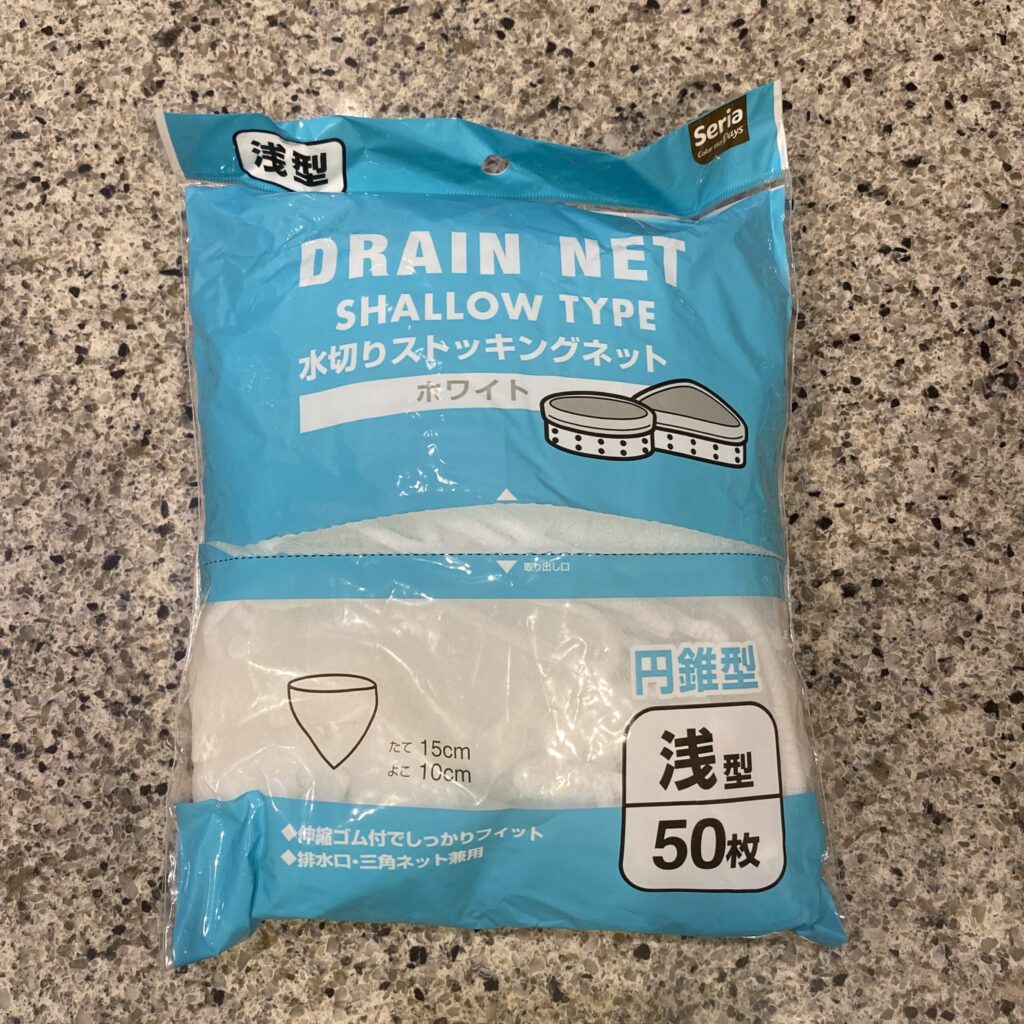 浅型
Seria
Color the Days
DRAIN NET
SHALLOW TYPE
水切りストッキングネット
ホワイト
取り出し口
円錐型
たて 15cm
よこ 10cm
浅型
50枚
◆伸縮ゴム付でしっかりフィット
◆排水口・三角ネット兼用